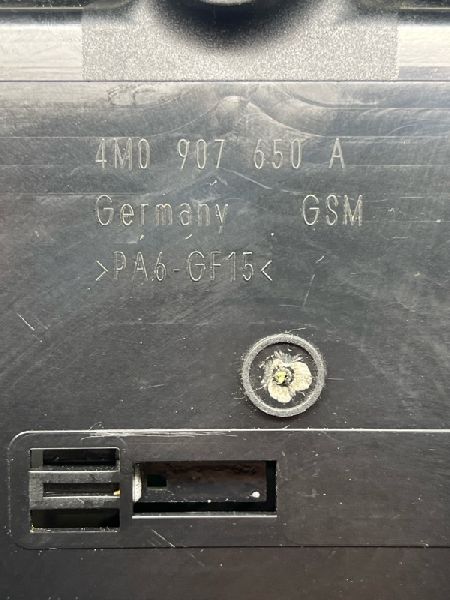 4M0 907 650 A
Germany GSM
>PA6-GF15<